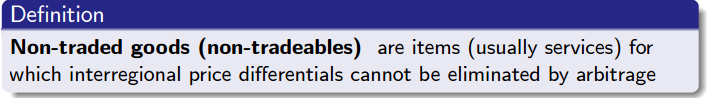 Definition
Non-traded goods (non-tradeables) are items (usually services) for
which interregional price differentials cannot be eliminated by arbitrage